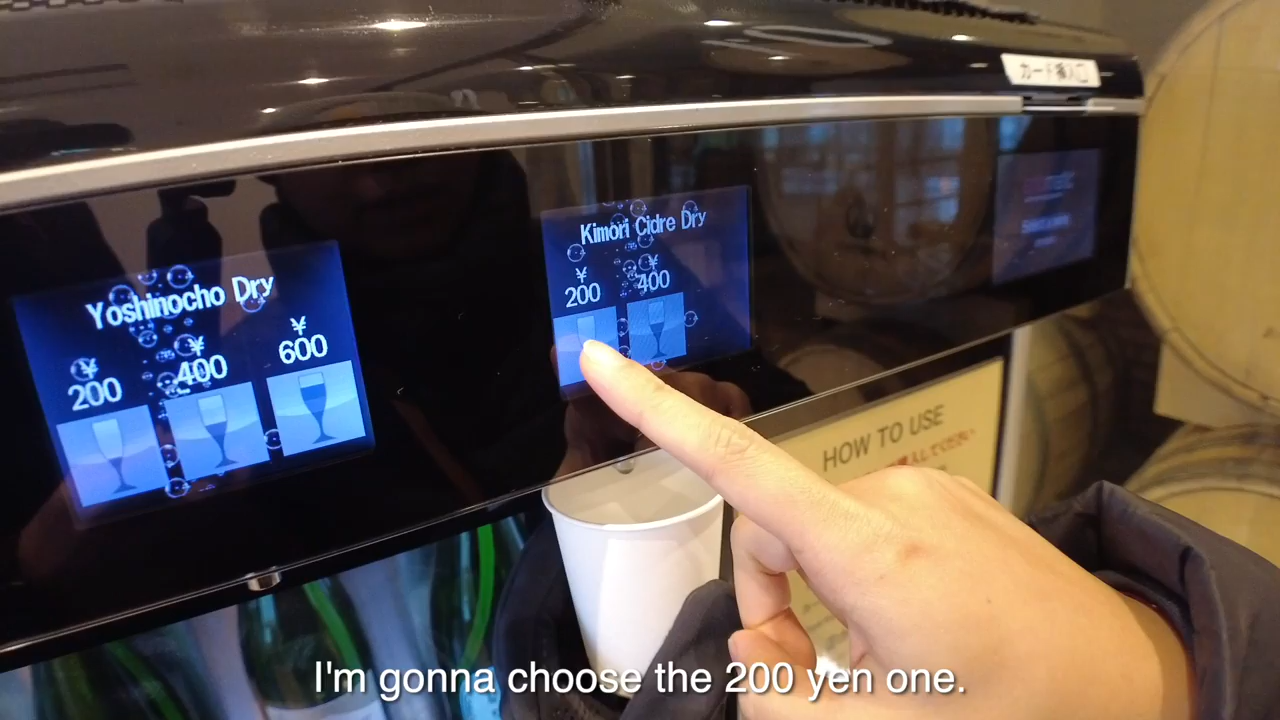 カード挿入口
Kimori Cidre Dry
¥ ¥
200 400
Yoshinocho Dry
¥ ¥ ¥
200 400 600
HOW TO USE
I'm gonna choose the 200 yen one.